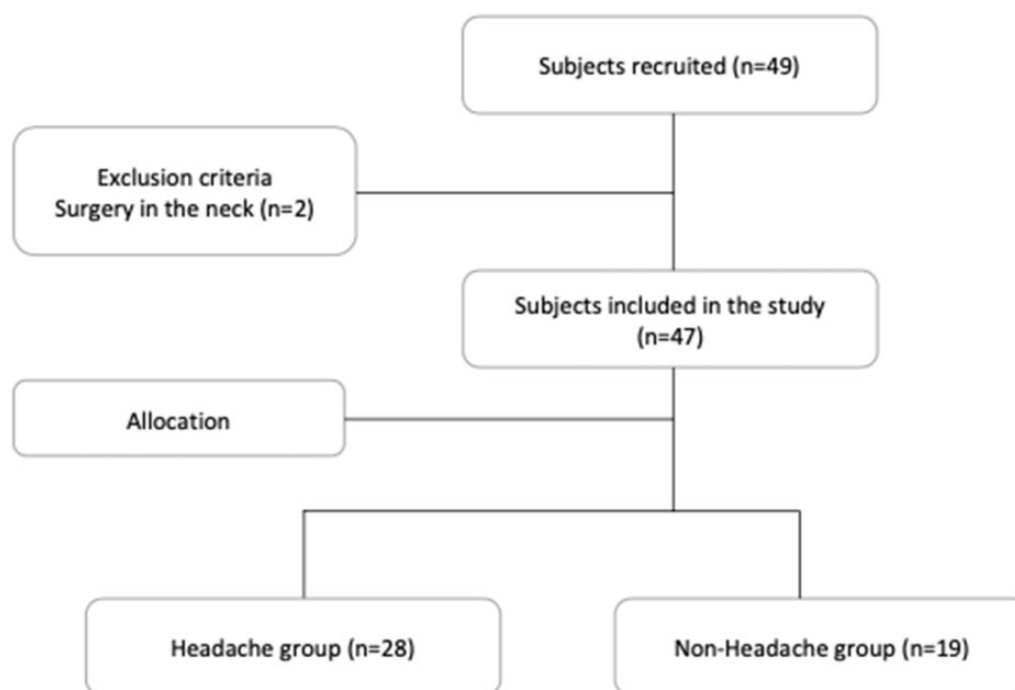 Subjects recruited (n=49)
Exclusion criteria
Surgery in the neck (n=2)
Subjects included in the study
(n=47)
Allocation
Headache group (n=28)
Non-Headache group (n=19)